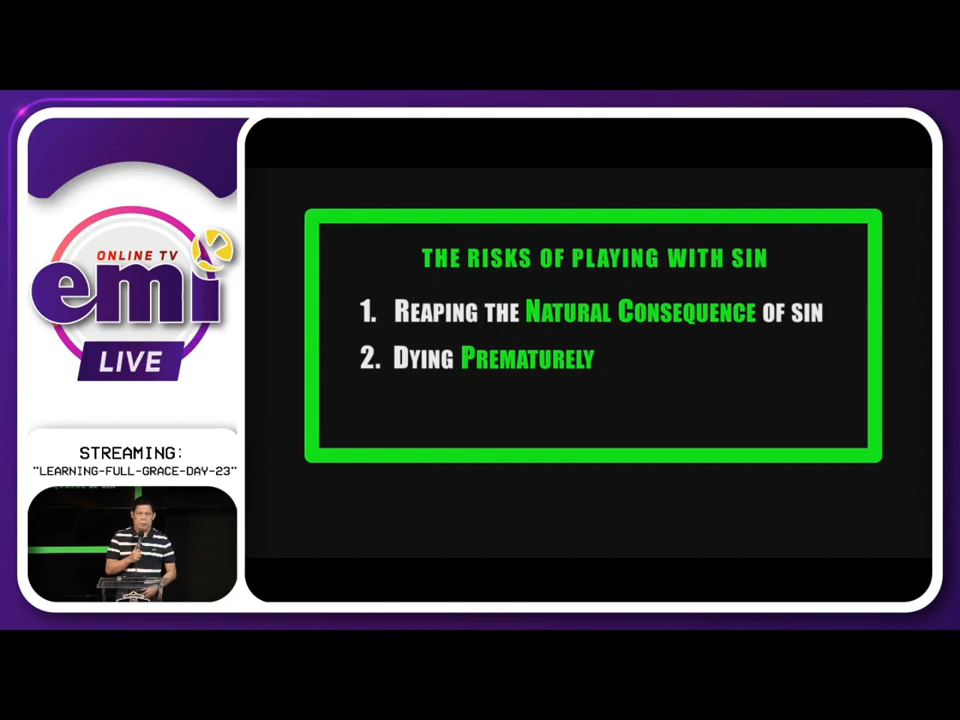 ONLINE TV
emi
LIVE
STREAMING:
"LEARNING-FULL-GRACE-DAY-23"
THE RISKS OF PLAYING WITH SIN
1. REAPING THE NATURAL CONSEQUENCE OF SIN
2. DYING PREMATURELY